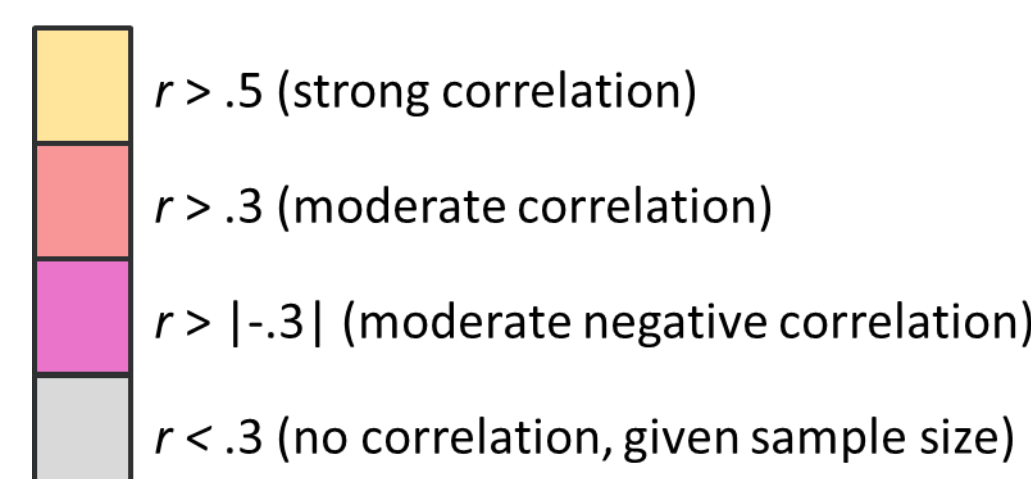 r > .5 (strong correlation)
r > .3 (moderate correlation)
r > |-.3| (moderate negative correlation)
r < .3 (no correlation, given sample size)